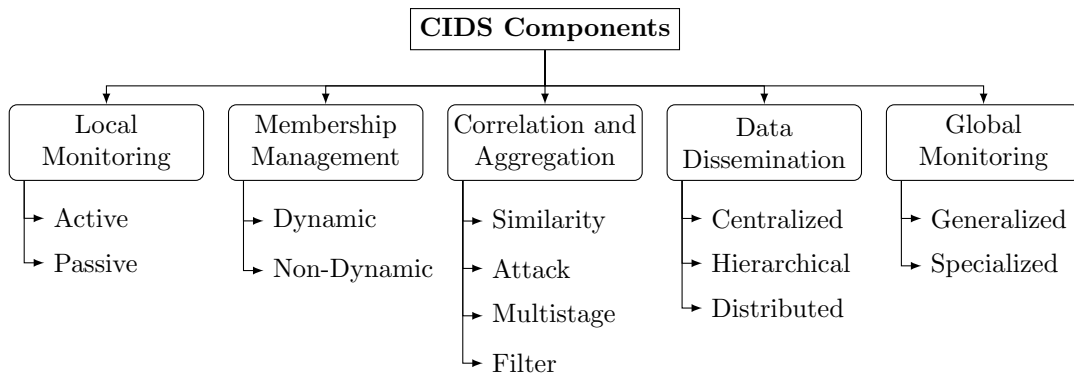 CIDS Components
Local
Monitoring
Active
Passive
Membership
Management
Dynamic
Non-Dynamic
Correlation and
Aggregation
Similarity
Attack
Multistage
Filter
Data
Dissemination
Centralized
Hierarchical
Distributed
Global
Monitoring
Generalized
Specialized